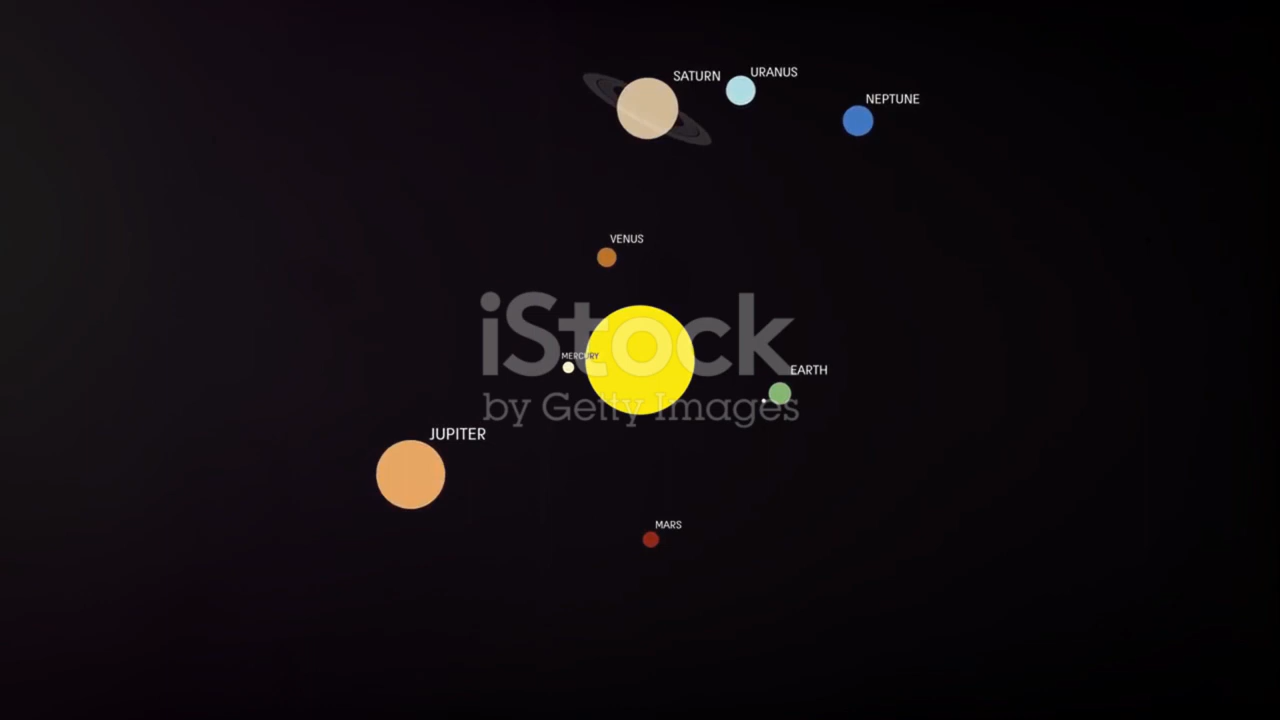 URANUS
SATURN
NEPTUNE
VENUS
iStock
MERCURY
EARTH
by Getty Images
JUPITER
MARS